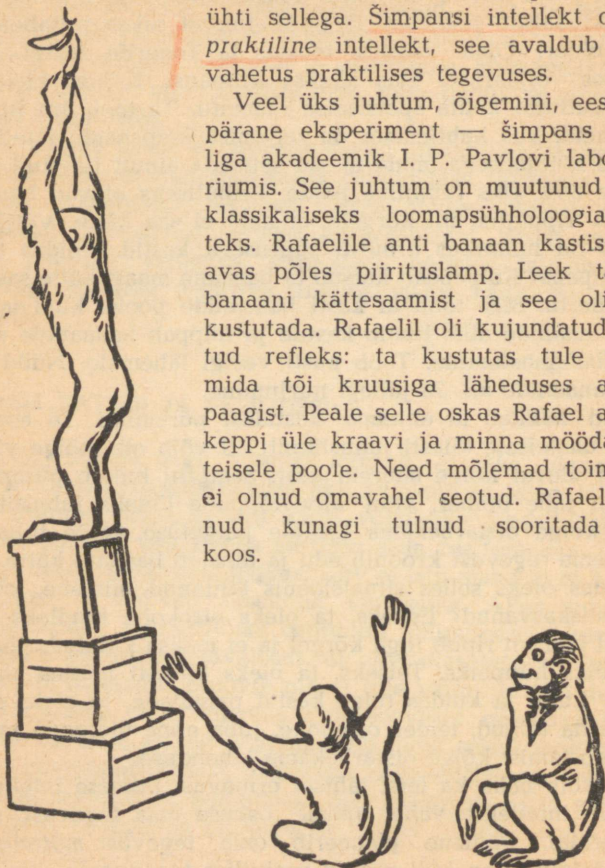 ühti sellega. Šimpansi intellekt o
praktiline intellekt, see avaldub
vahetus praktilises tegevuses.
Veel üks juhtum, õigemini, ees
pärane eksperiment — šimpans
liga akadeemik I. P. Pavlovi labo
riumis. See juhtum on muutunud
klassikaliseks loomapsühholoogia
teks. Rafaelile anti banaan kastis
avas põles piirituslamp. Leek t
banaani kättesaamist ja see oli
kustutada. Rafaelil oli kujundatud
tud refleks: ta kustutas tule
mida tõi kruusiga läheduses a
paagist. Peale selle oskas Rafael a
keppi üle kraavi ja minna mööda
teisele poole. Need mõlemad toin
ei olnud omavahel seotud. Rafael
nud kunagi tulnud sooritada
koos.